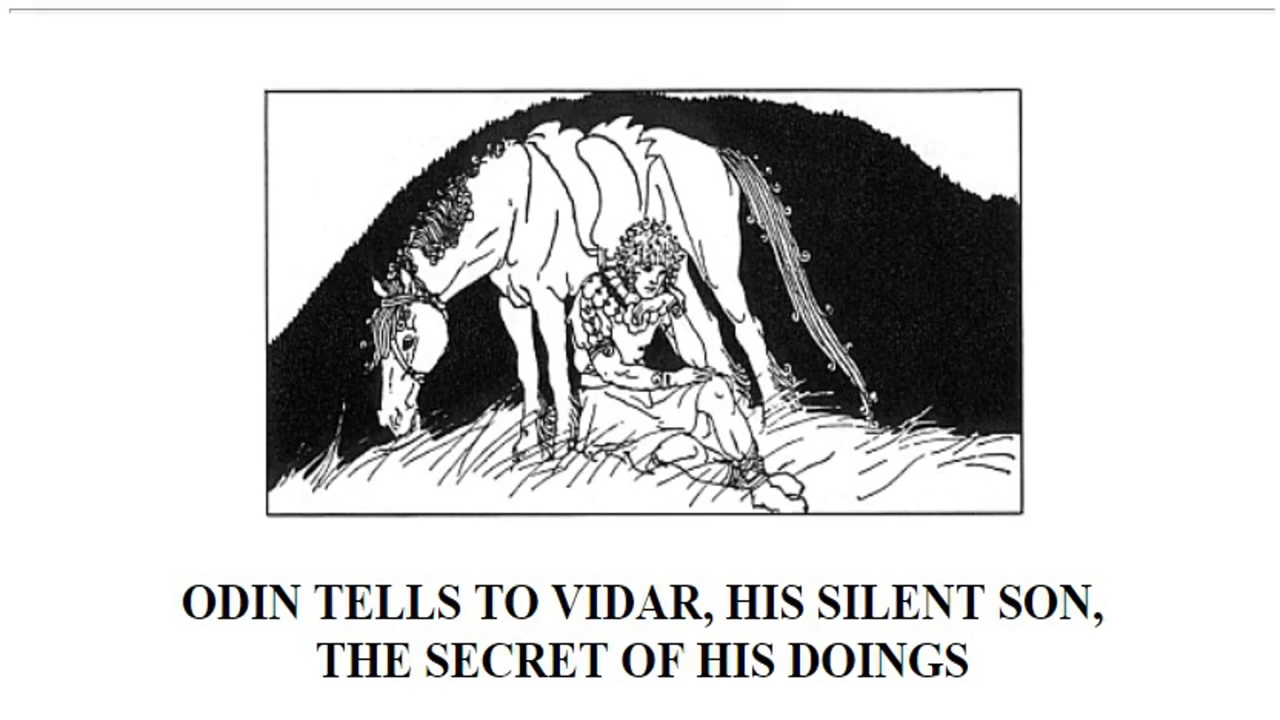 ODIN TELLS TO VIDAR, HIS SILENT SON,
THE SECRET OF HIS DOINGS